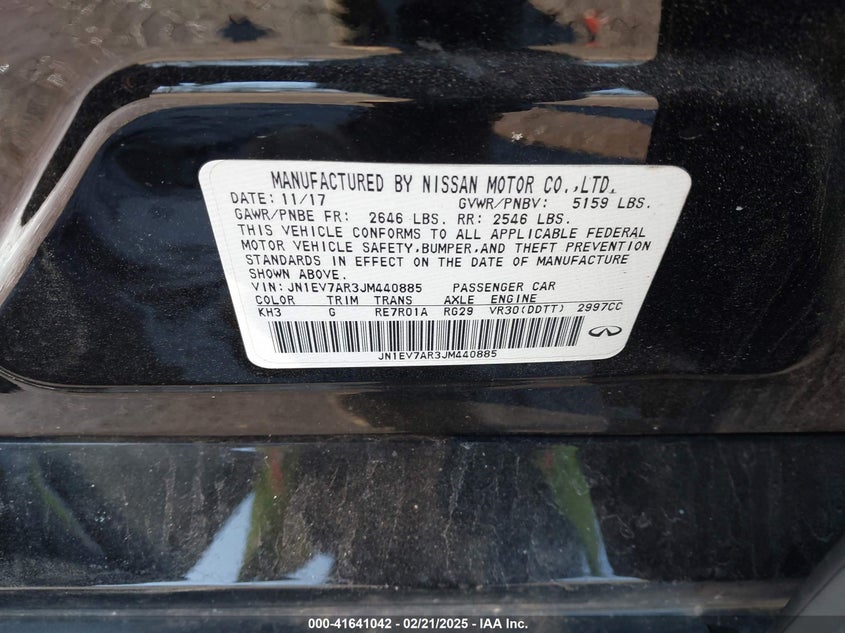 MANUFACTURED BY NISSAN MOTOR CO.,LTD.
DATE: 11/17 GVWR/PNBV: 5159 LBS.
GAWR/PNBE FR: 2646 LBS. RR: 2546 LBS.
THIS VEHICLE CONFORMS TO ALL APPLICABLE FEDERAL
MOTOR VEHICLE SAFETY,BUMPER,AND THEFT PREVENTION
STANDARDS IN EFFECT ON THE DATE OF MANUFACTURE
SHOWN ABOVE.
VIN: JN1EV7AR3JM440885 PASSENGER CAR
COLOR TRIM TRANS AXLE ENGINE
KH3 G RE7R01A RG29 VR30(DDTT) 2997CC
JN1EV7AR3JM440885
000-41641042 - 02/21/2025 - IAA Inc.